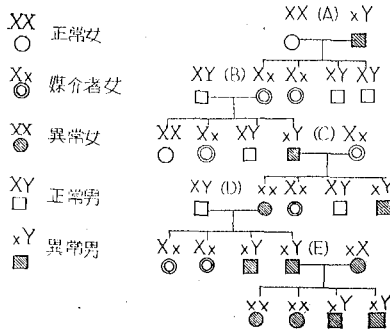 XX 正常女
Xx 媒介者女
xx 異常女
XY 正常男
xY 異常男
XX (A) xY
XY (B) Xx Xx XY XY
XX Xx XY xY (C) Xx
XY (D) xx Xx XY xY
Xx Xx xY xY (E) xX
xx xx xY xY